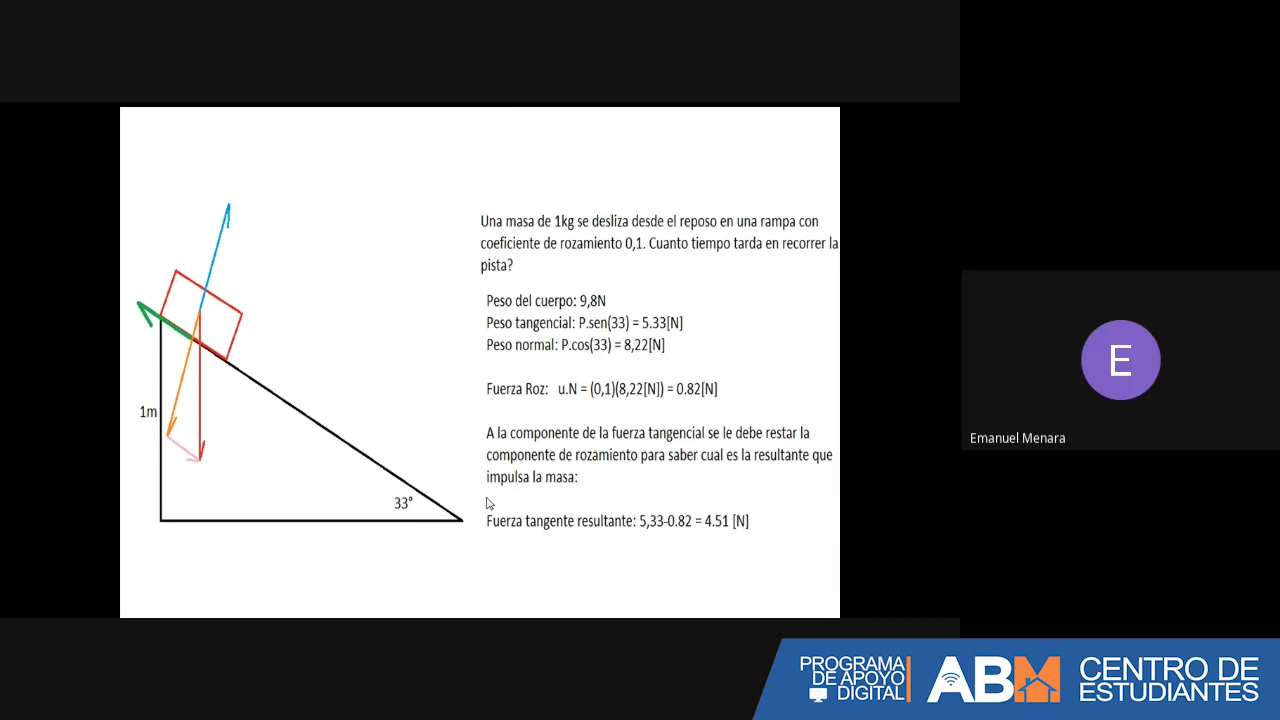 Una masa de 1kg se desliza desde el reposo en una rampa con
coeficiente de rozamiento 0,1. Cuanto tiempo tarda en recorrer la
pista?
Peso del cuerpo: 9,8N
Peso tangencial: P.sen(33) = 5.33[N]
Peso normal: P.cos(33) = 8,22[N]
Fuerza Roz: u.N = (0,1)(8,22[N]) = 0.82[N]
A la componente de la fuerza tangencial se le debe restar la
componente de rozamiento para saber cual es la resultante que
impulsa la masa:
Fuerza tangente resultante: 5,33-0.82 = 4.51 [N]
1m
33°
E
Emanuel Menara
PROGRAMA
DE APOYO
DIGITAL
ABM
CENTRO DE
ESTUDIANTES